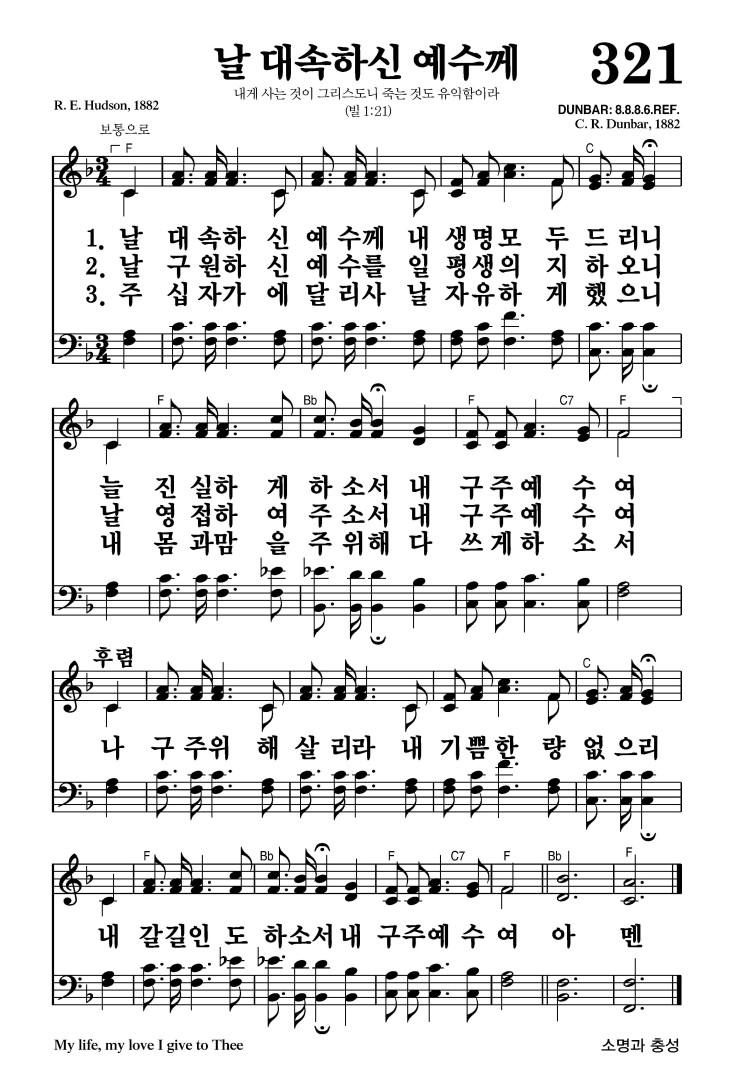 날 대속하신 예수께 321
내게 사는 것이 그리스도니 죽는 것도 유익함이라
(빌 1:21)
R. E. Hudson, 1882
DUNBAR: 8.8.8.6.REF.
C. R. Dunbar, 1882
보통으로
F C
1. 날 대 속하 신 예 수께 내 생명모 두 드 리니
2. 날 구 원하 신 예 수를 일 평생의 지 하 오니
3. 주 십 자가 에 달 리사 날 자유하 게 했 으니
F Bb F C7 F
늘 진 실하 게 하 소서 내 구주예 수 여
날 영 접하 여 주 소서 내 구주예 수 여
내 몸 과맘 을 주 위해 다 쓰게하 소 서
후렴
C
나 구 주위 해 살 리라 내 기쁨한 량 없 으리
F Bb F C7 F Bb F
내 갈길인 도 하소서 내 구주예 수 여 아 멘
My life, my love I give to Thee
소명과 충성